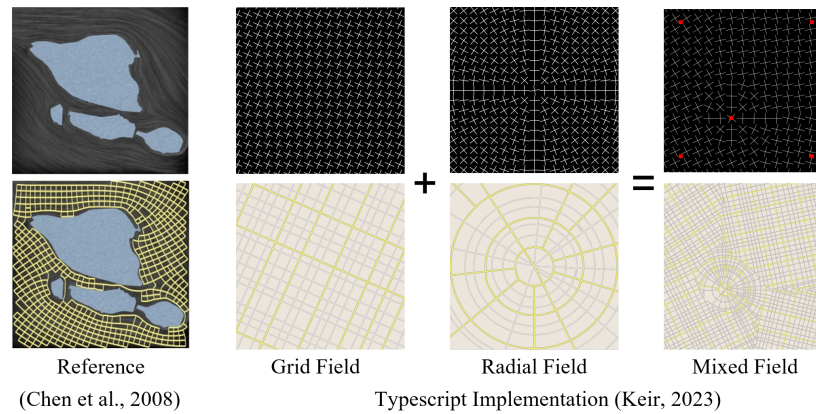 +
=
Reference
Grid Field
Radial Field
Mixed Field
(Chen et al., 2008)
Typescript Implementation (Keir, 2023)